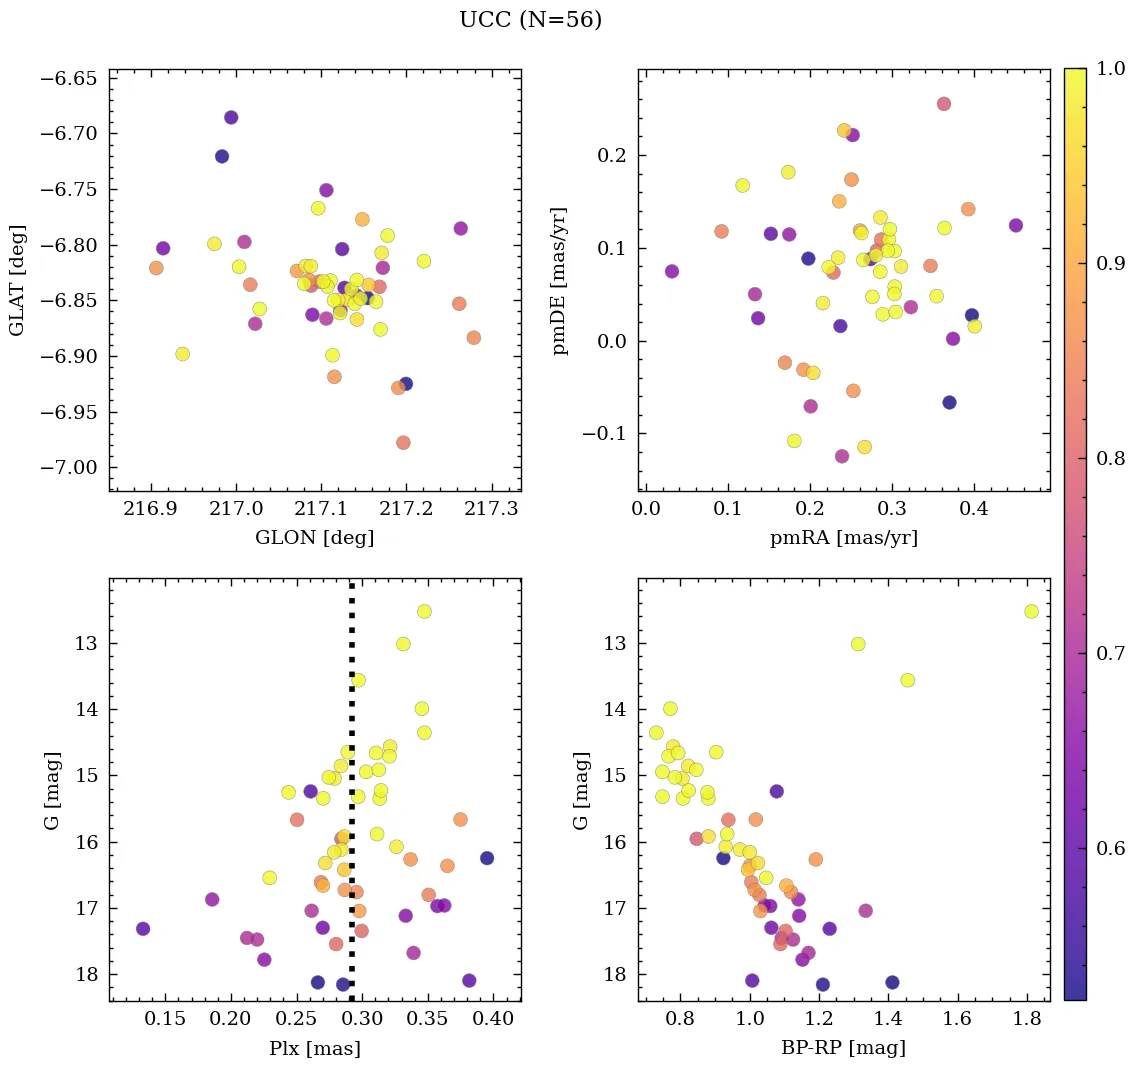 UCC (N=56)
−6.65
−6.70
−6.75
−6.80
−6.85
−6.90
−6.95
−7.00
GLAT [deg]
216.9 217.0 217.1 217.2 217.3
GLON [deg]
0.2
0.1
0.0
−0.1
pmDE [mas/yr]
0.0 0.1 0.2 0.3 0.4
pmRA [mas/yr]
13
14
15
16
17
18
G [mag]
0.15 0.20 0.25 0.30 0.35 0.40
Plx [mas]
13
14
15
16
17
18
G [mag]
0.8 1.0 1.2 1.4 1.6 1.8
BP-RP [mag]
1.0
0.9
0.8
0.7
0.6